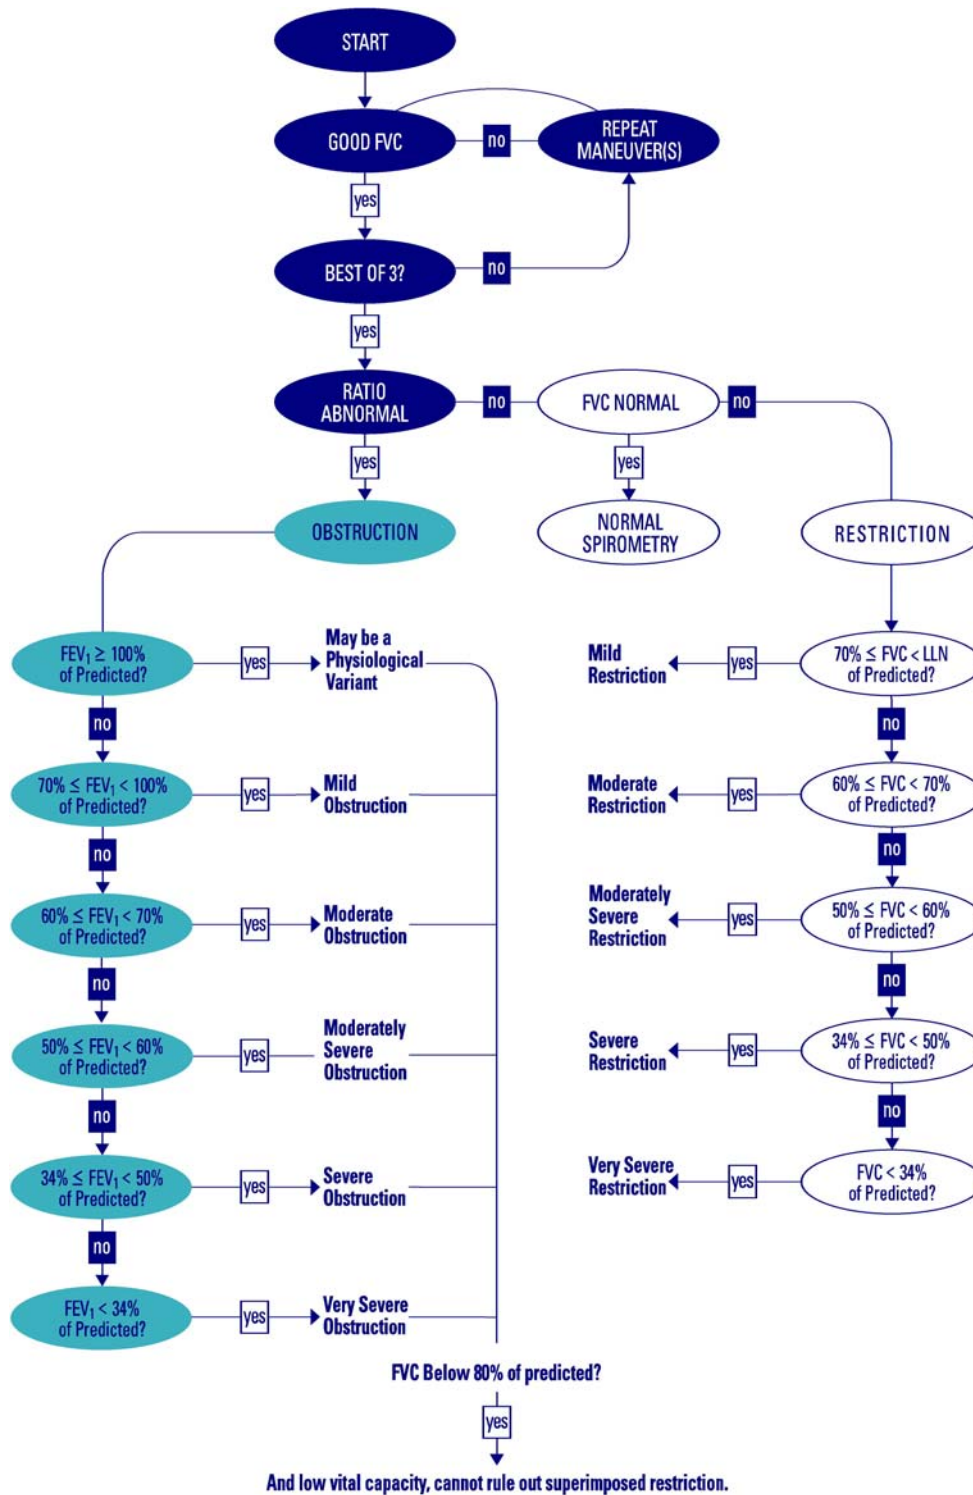 START
GOOD FVC
no
REPEAT
MANEUVER(S)
yes
BEST OF 3?
no
yes
RATIO
ABNORMAL
no
FVC NORMAL
no
yes
yes
OBSTRUCTION
NORMAL
SPIROMETRY
RESTRICTION
FEV₁ ≥ 100%
of Predicted?
yes
May be a
Physiological
Variant
no
70% ≤ FEV₁ < 100%
of Predicted?
yes
Mild
Obstruction
no
60% ≤ FEV₁ < 70%
of Predicted?
yes
Moderate
Obstruction
no
50% ≤ FEV₁ < 60%
of Predicted?
yes
Moderately
Severe
Obstruction
no
34% ≤ FEV₁ < 50%
of Predicted?
yes
Severe
Obstruction
no
FEV₁ < 34%
of Predicted?
yes
Very Severe
Obstruction
Mild
Restriction
yes
70% ≤ FVC < LLN
of Predicted?
no
Moderate
Restriction
yes
60% ≤ FVC < 70%
of Predicted?
no
Moderately
Severe
Restriction
yes
50% ≤ FVC < 60%
of Predicted?
no
Severe
Restriction
yes
34% ≤ FVC < 50%
of Predicted?
no
Very Severe
Restriction
yes
FVC < 34%
of Predicted?
FVC Below 80% of predicted?
yes
And low vital capacity, cannot rule out superimposed restriction.